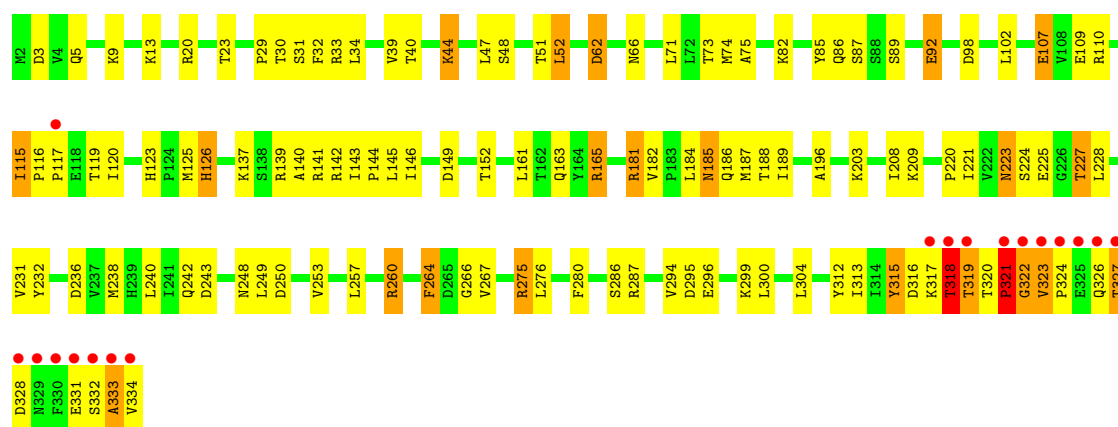 M2 D3 V4 Q5 K9 K13 R20 T23 P29 T30 S31 F32 R33 L34 V39 T40 K44 L47 S48 T51 L52 D62 N66 L71 L72 T73 M74 A75 K82 Y85 Q86 S87 S88 S89 E92 D98 L102 E107 V108 E109 R110
I115 P116 P117 E118 T119 I120 H123 P124 M125 H126 K137 S138 R139 A140 R141 R142 I143 P144 L145 I146 D149 T152 L161 T162 Q163 Y164 R165 R181 V182 P183 L184 N185 Q186 M187 T188 I189 A196 K203 I208 K209 P220 I221 V222 N223 S224 E225 G226 T227 L228
V231 Y232 D236 V237 M238 H239 L240 I241 Q242 D243 N248 L249 D250 V253 L257 R260 F264 D265 G266 V267 R275 L276 F280 S286 R287 V294 D295 E296 K299 L300 L304 Y312 I313 I314 Y315 D316 K317 T318 T319 T320 P321 G322 V323 P324 E325 Q326 T327
D328 N329 F330 E331 S332 A333 V334